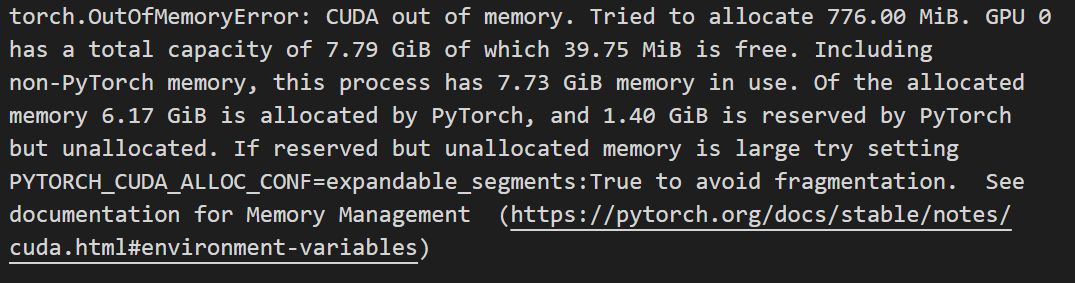 torch.OutOfMemoryError: CUDA out of memory. Tried to allocate 776.00 MiB. GPU 0
has a total capacity of 7.79 GiB of which 39.75 MiB is free. Including
non-PyTorch memory, this process has 7.73 GiB memory in use. Of the allocated
memory 6.17 GiB is allocated by PyTorch, and 1.40 GiB is reserved by PyTorch
but unallocated. If reserved but unallocated memory is large try setting
PYTORCH_CUDA_ALLOC_CONF=expandable_segments:True to avoid fragmentation.  See
documentation for Memory Management  (https://pytorch.org/docs/stable/notes/
cuda.html#environment-variables)